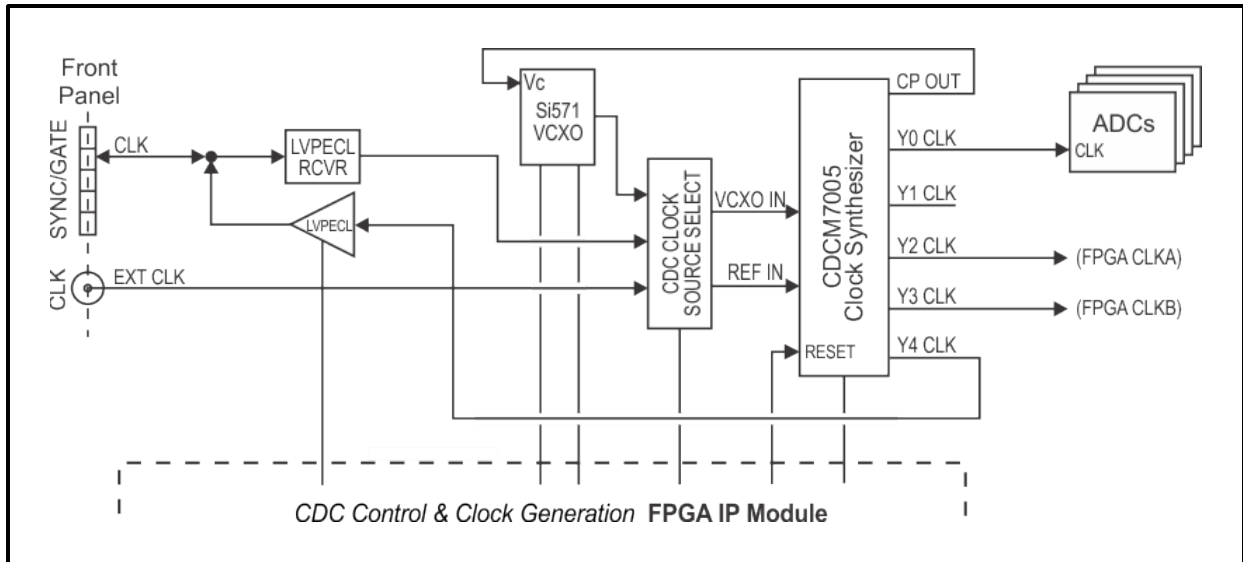 Front
Panel
SYNC/GATE
CLK
LVPECL
RCVR
LVPECL
CLK
EXT CLK
Vc
Si571
VCXO
CDC CLOCK
SOURCE SELECT
VCXO IN
REF IN
CDCM7005
Clock Synthesizer
RESET
CP OUT
Y0 CLK
Y1 CLK
Y2 CLK
Y3 CLK
Y4 CLK
ADCs
CLK
(FPGA CLKA)
(FPGA CLKB)
CDC Control & Clock Generation FPGA IP Module